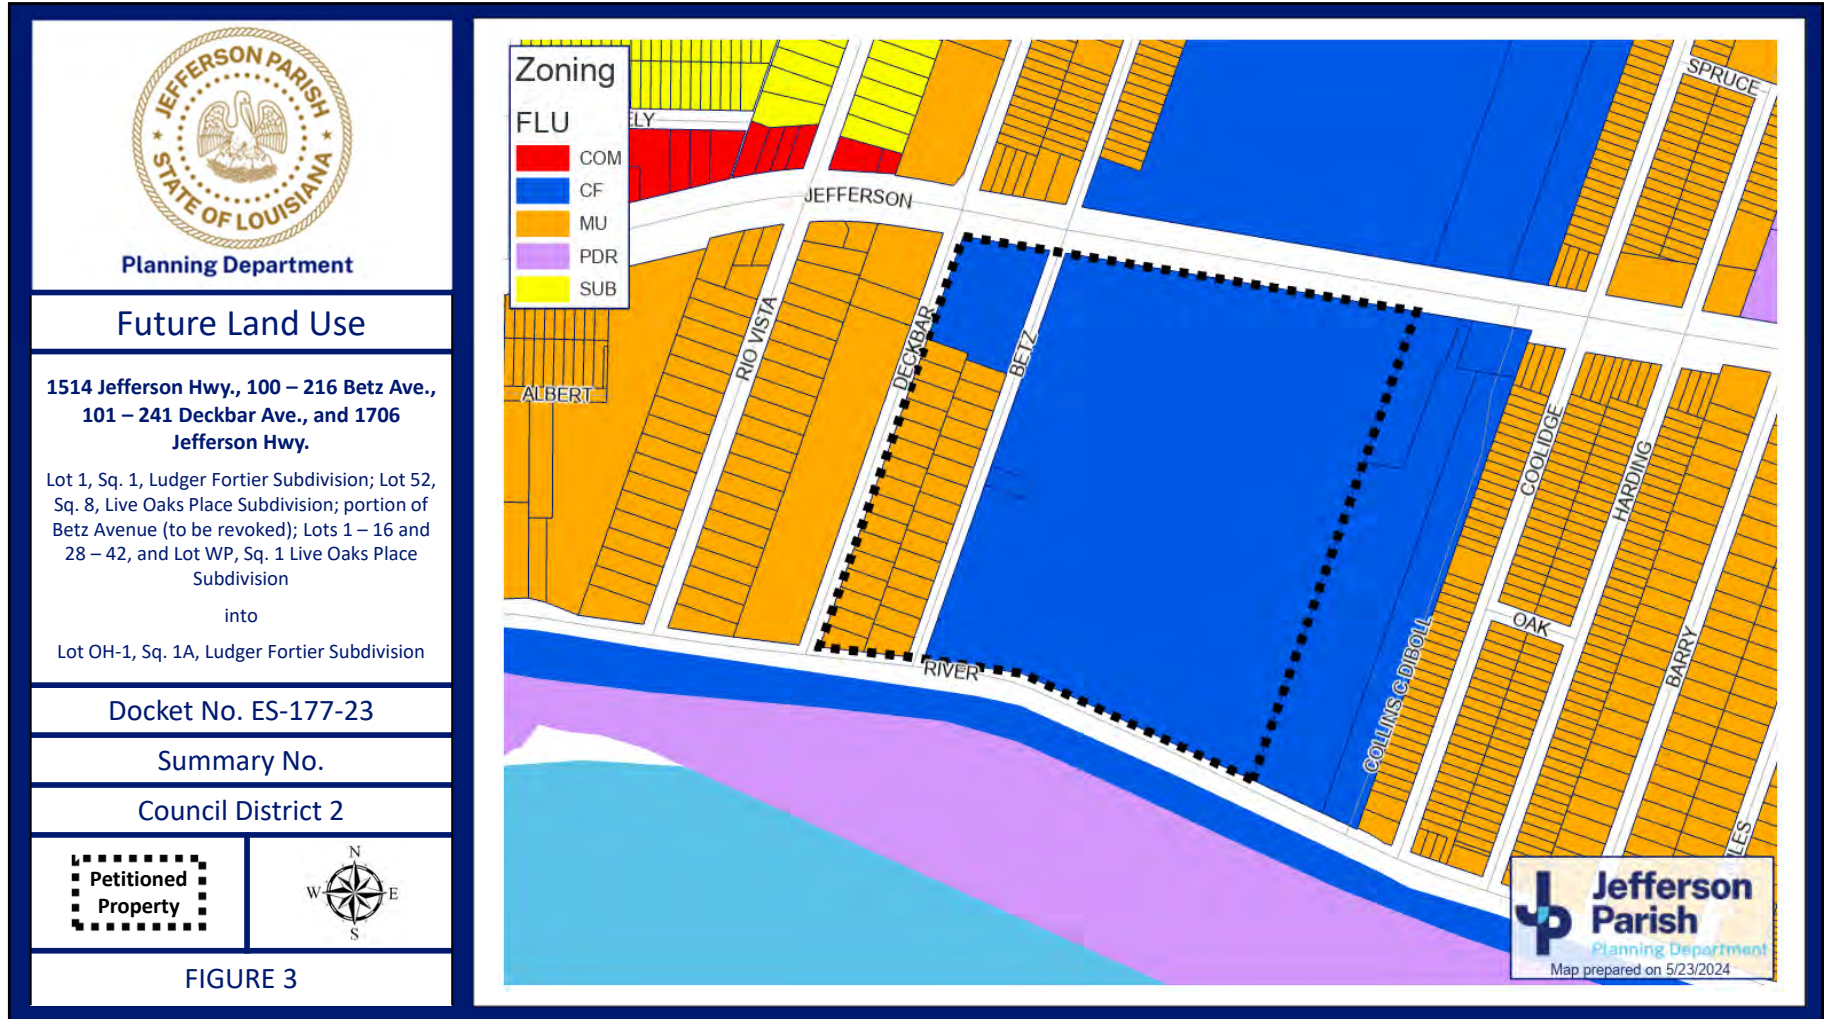 JEFFERSON PARISH
STATE OF LOUISIANA
Planning Department
Future Land Use
1514 Jefferson Hwy., 100 – 216 Betz Ave.,
101 – 241 Deckbar Ave., and 1706
Jefferson Hwy.
Lot 1, Sq. 1, Ludger Fortier Subdivision; Lot 52,
Sq. 8, Live Oaks Place Subdivision; portion of
Betz Avenue (to be revoked); Lots 1 – 16 and
28 – 42, and Lot WP, Sq. 1 Live Oaks Place
Subdivision
into
Lot OH-1, Sq. 1A, Ludger Fortier Subdivision
Docket No. ES-177-23
Summary No.
Council District 2
Petitioned
Property
N
W
E
S
FIGURE 3
Zoning
FLU
COM
CF
MU
PDR
SUB
ELY
SPRUCE
JEFFERSON
RIO VISTA
DECKBAR
BETZ
ALBERT
COOLIDGE
HARDING
OAK
BARRY
RIVER
COLLINS C DIBOLL
ILES
JP
Jefferson
Parish
Planning Department
Map prepared on 5/23/2024